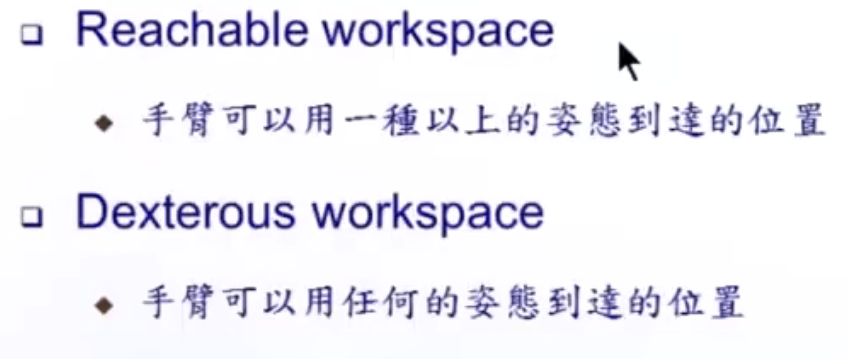 Reachable workspace
手臂可以用一種以上的姿態到達的位置
Dexterous workspace
手臂可以用任何的姿態到達的位置